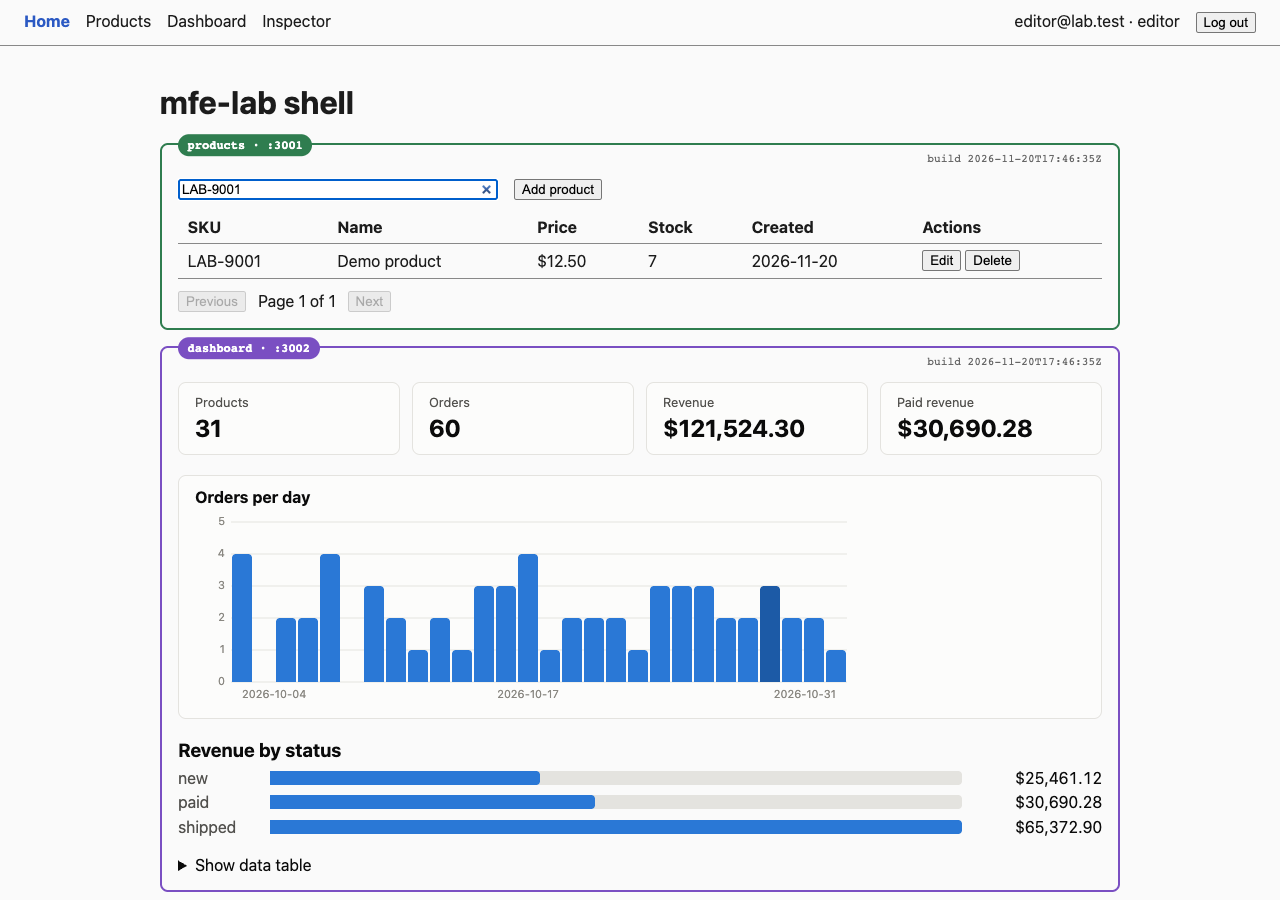 Home Products Dashboard Inspector editor@lab.test · editor Log out
mfe-lab shell
products · :3001
build 2026-11-20T17:46:35Z
LAB-9001 × Add product
SKU Name Price Stock Created Actions
LAB-9001 Demo product $12.50 7 2026-11-20 Edit Delete
Previous Page 1 of 1 Next
dashboard · :3002
build 2026-11-20T17:46:35Z
Products Orders Revenue Paid revenue
31 60 $121,524.30 $30,690.28
Orders per day
5
4
3
2
1
0
2026-10-04 2026-10-17 2026-10-31
Revenue by status
new $25,461.12
paid $30,690.28
shipped $65,372.90
Show data table